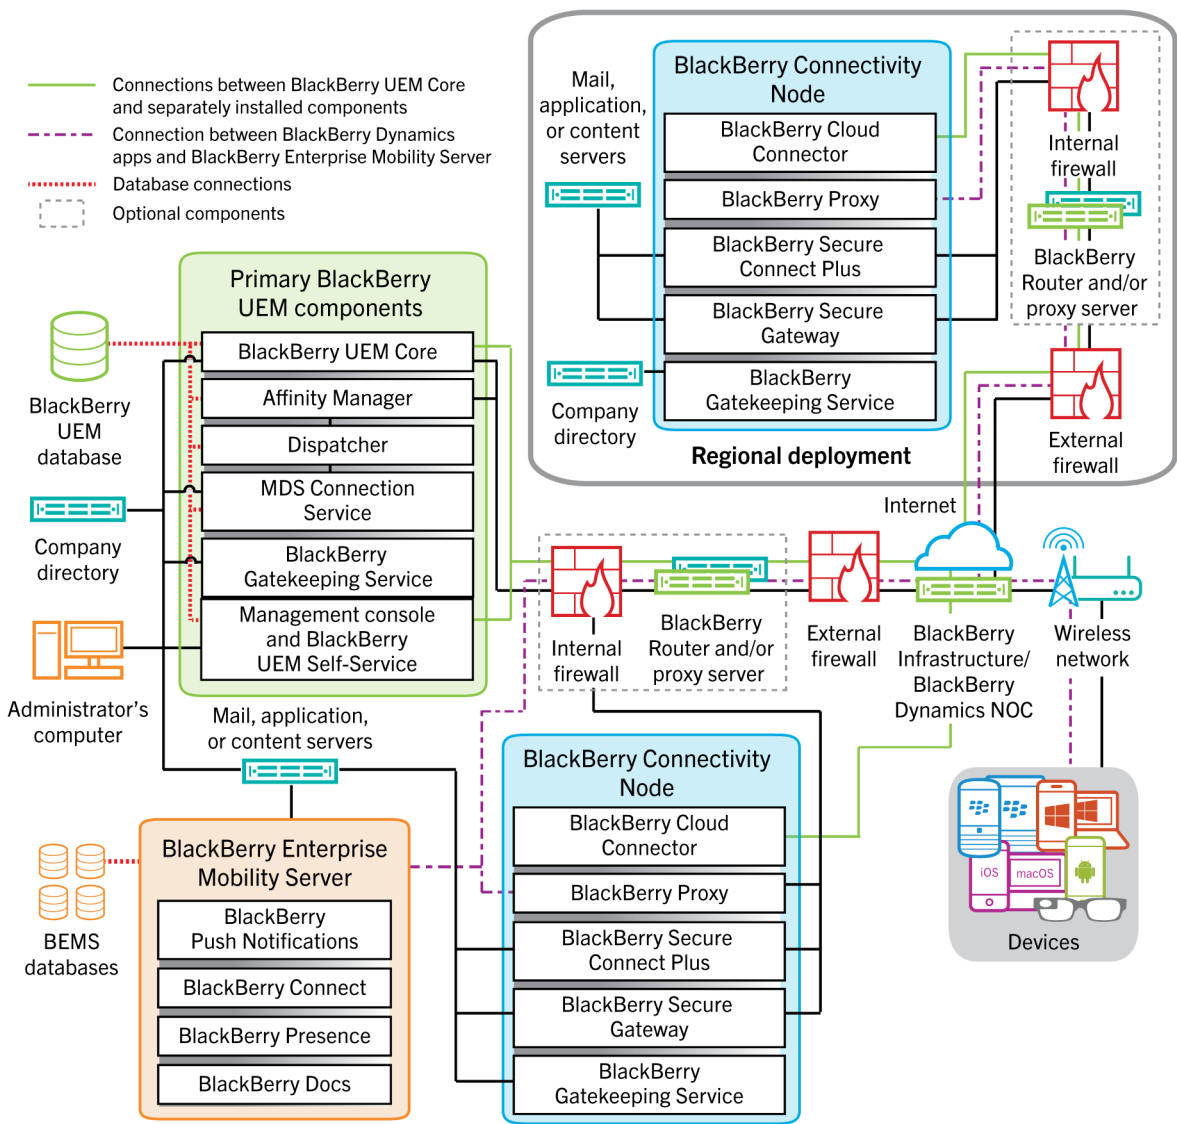 Connections between BlackBerry UEM Core
and separately installed components
Connection between BlackBerry Dynamics
apps and BlackBerry Enterprise Mobility Server
Database connections
Optional components
Mail,
application,
or content
servers
BlackBerry Connectivity
Node
BlackBerry Cloud
Connector
BlackBerry Proxy
BlackBerry Secure
Connect Plus
BlackBerry Secure
Gateway
BlackBerry
Gatekeeping Service
Company
directory
Regional deployment
Internal
firewall
BlackBerry
Router and/or
proxy server
External
firewall
Primary BlackBerry
UEM components
BlackBerry UEM Core
Affinity Manager
Dispatcher
MDS Connection
Service
BlackBerry
Gatekeeping Service
Management console
and BlackBerry
UEM Self-Service
BlackBerry
UEM
database
Company
directory
Administrator's
computer
Internet
Internal
firewall
BlackBerry
Router and/or
proxy server
External
firewall
BlackBerry
Infrastructure/
BlackBerry
Dynamics NOC
Wireless
network
Mail, application,
or content servers
BlackBerry Enterprise
Mobility Server
BlackBerry
Push Notifications
BlackBerry Connect
BlackBerry Presence
BlackBerry Docs
BEMS
databases
BlackBerry Connectivity
Node
BlackBerry Cloud
Connector
BlackBerry Proxy
BlackBerry Secure
Connect Plus
BlackBerry Secure
Gateway
BlackBerry
Gatekeeping Service
iOS
macOS
Devices